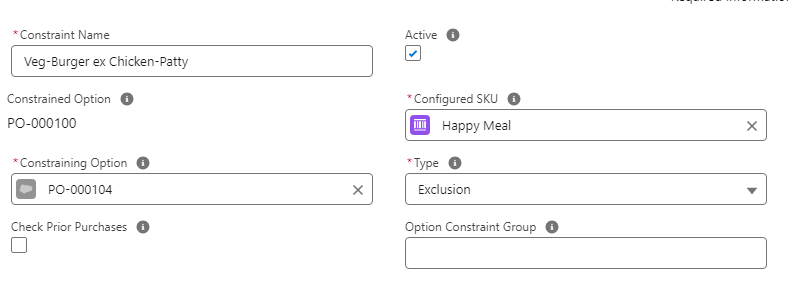 * Constraint Name
Veg-Burger ex Chicken-Patty
Active
Constrained Option
PO-000100
* Configured SKU
Happy Meal
* Constraining Option
PO-000104
* Type
Exclusion
Check Prior Purchases
Option Constraint Group